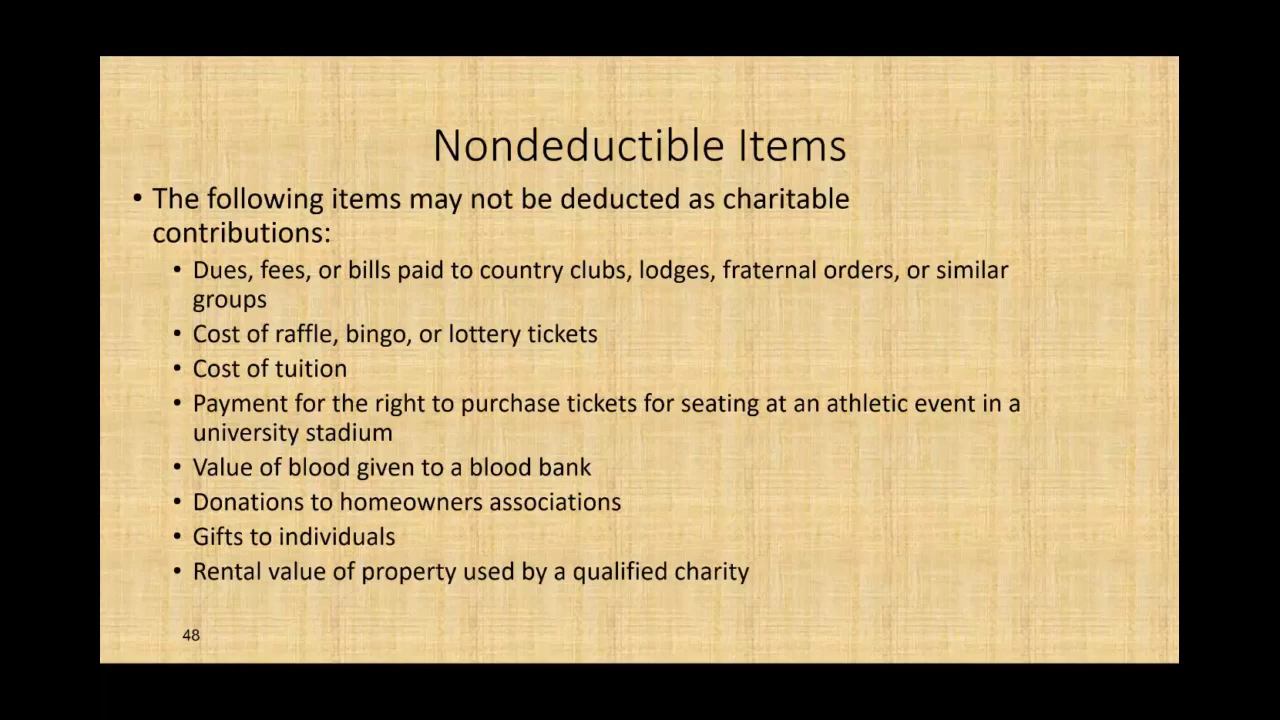 Nondeductible Items
• The following items may not be deducted as charitable
contributions:
• Dues, fees, or bills paid to country clubs, lodges, fraternal orders, or similar
groups
• Cost of raffle, bingo, or lottery tickets
• Cost of tuition
• Payment for the right to purchase tickets for seating at an athletic event in a
university stadium
• Value of blood given to a blood bank
• Donations to homeowners associations
• Gifts to individuals
• Rental value of property used by a qualified charity
48